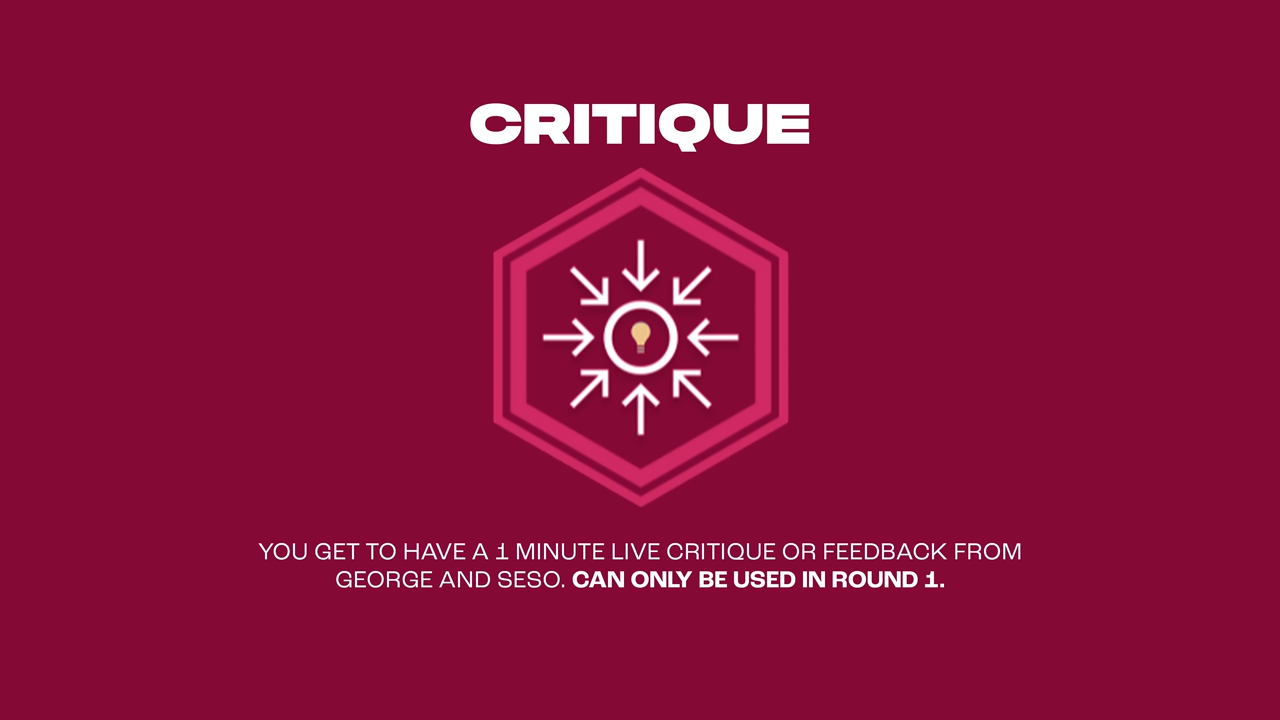 CRITIQUE
YOU GET TO HAVE A 1 MINUTE LIVE CRITIQUE OR FEEDBACK FROM
GEORGE AND SESO. CAN ONLY BE USED IN ROUND 1.